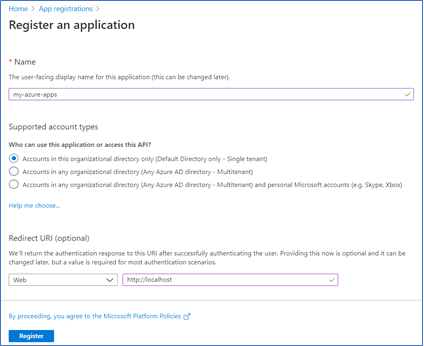 Home > App registrations >
Register an application
* Name
The user-facing display name for this application (this can be changed later).
my-azure-apps
Supported account types
Who can use this application or access this API?
Accounts in this organizational directory only (Default Directory only - Single tenant)
Accounts in any organizational directory (Any Azure AD directory - Multitenant)
Accounts in any organizational directory (Any Azure AD directory - Multitenant) and personal Microsoft accounts (e.g. Skype, Xbox)
Help me choose...
Redirect URI (optional)
We'll return the authentication response to this URI after successfully authenticating the user. Providing this now is optional and it can be
changed later, but a value is required for most authentication scenarios.
Web
http://localhost
By proceeding, you agree to the Microsoft Platform Policies
Register